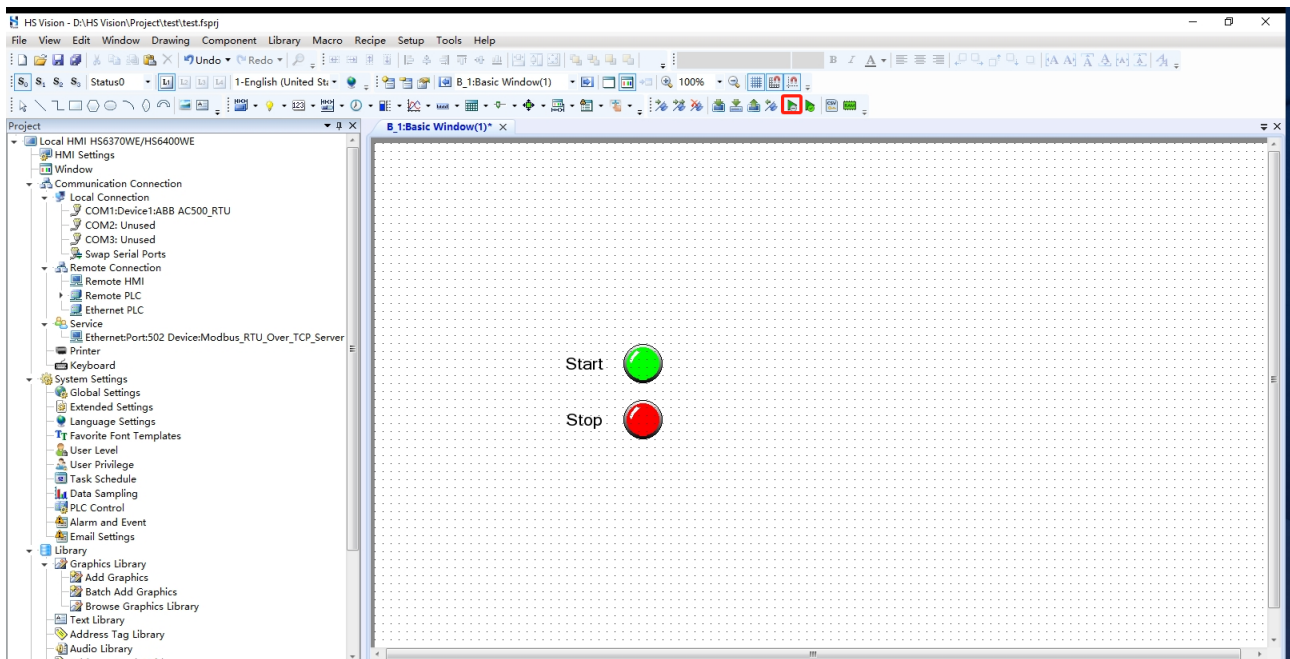 HS Vision - D:\HS Vision\Project\test\test.fsprj
File View Edit Window Drawing Component Library Macro Recipe Setup Tools Help
Undo Redo
S0 S1 S2 S3 Status0 1-English (United St B_1:Basic Window(1) 100%
Project B_1:Basic Window(1)*
Local HMI HS6370WE/HS6400WE
HMI Settings
Window
Communication Connection
Local Connection
COM1:Device1:ABB AC500_RTU
COM2: Unused
COM3: Unused
Swap Serial Ports
Remote Connection
Remote HMI
Remote PLC
Ethernet PLC
Service
Ethernet:Port:502 Device:Modbus_RTU_Over_TCP_Server
Printer
Keyboard
System Settings
Global Settings
Extended Settings
Language Settings
Favorite Font Templates
User Level
User Privilege
Task Schedule
Data Sampling
PLC Control
Alarm and Event
Email Settings
Library
Graphics Library
Add Graphics
Batch Add Graphics
Browse Graphics Library
Text Library
Address Tag Library
Audio Library
Start
Stop